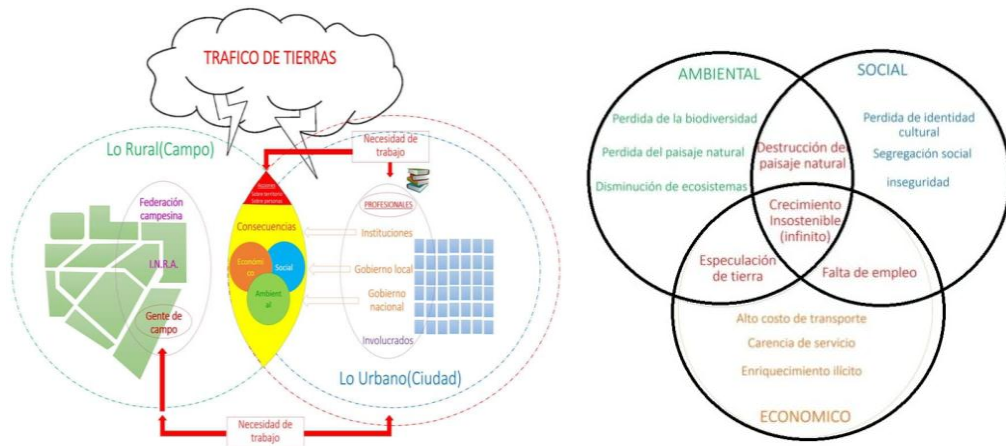 TRAFICO DE TIERRAS
Lo Rural(Campo)
Necesidad de
trabajo
Federación
campesina
I.N.R.A.
Gente de
campo
Sobre territorio
Sobre personas
Consecuencias
Económi
co
Social
Ambient
al
PROFESIONALES
Instituciones
Gobierno local
Gobierno
nacional
Involucrados
Lo Urbano(Ciudad)
Necesidad de
trabajo
AMBIENTAL
Perdida de la biodiversidad
Perdida del paisaje natural
Disminución de ecosistemas
SOCIAL
Perdida de identidad
cultural
Segregación social
inseguridad
Destrucción de
paisaje natural
Crecimiento
Insostenible
(infinito)
Especulación
de tierra
Falta de empleo
Alto costo de transporte
Carencia de servicio
Enriquecimiento ilícito
ECONOMICO